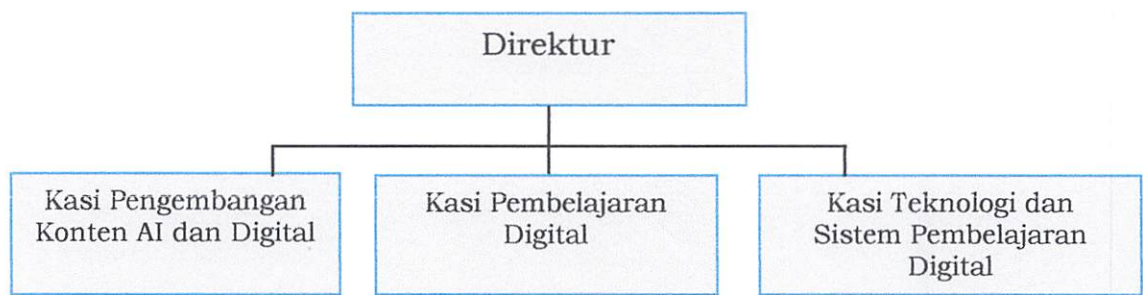 Direktur
Kasi Pengembangan
Konten AI dan Digital
Kasi Pembelajaran
Digital
Kasi Teknologi dan
Sistem Pembelajaran
Digital